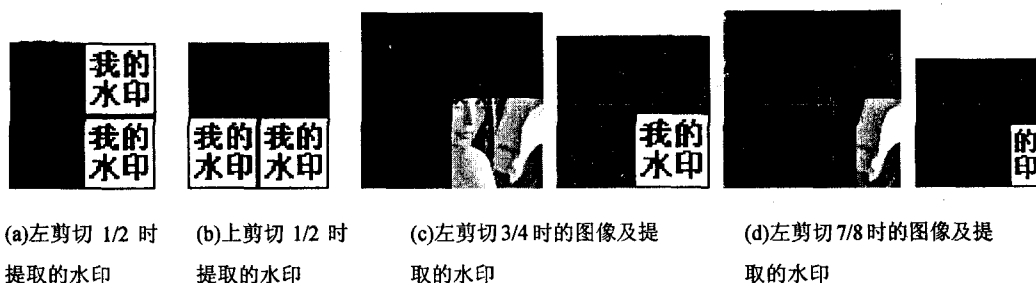 我的
水印
我的
水印
我的 我的
水印 水印
我的
水印
的
印
(a)左剪切 1/2 时
提取的水印
(b)上剪切 1/2 时
提取的水印
(c)左剪切3/4时的图像及提
取的水印
(d)左剪切7/8时的图像及提
取的水印